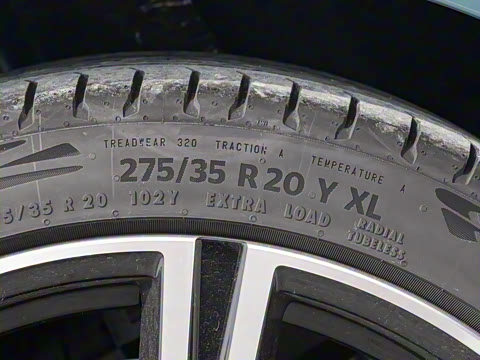 TREADWEAR 320 TRACTION A TEMPERATURE A
275/35 R 20 Y XL
5/35 R 20 102Y EXTRA LOAD RADIAL
TUBELESS